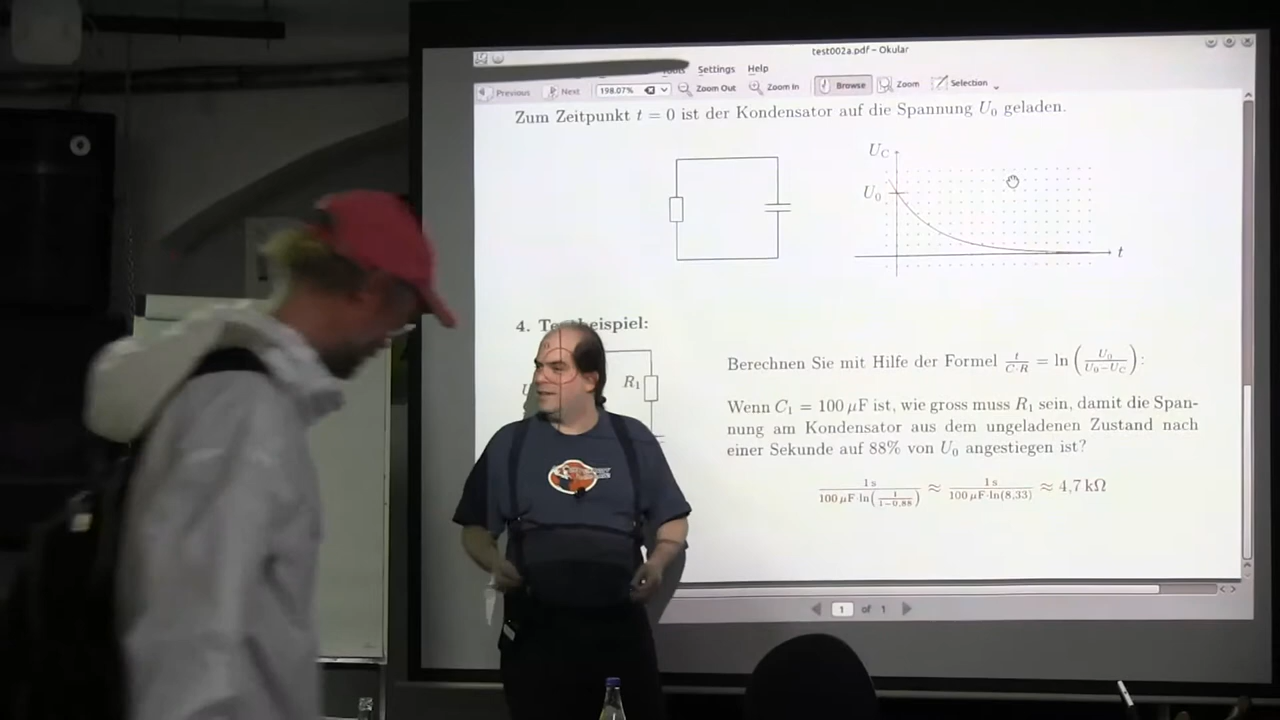 test002a.pdf – Okular
Settings Help
Previous Next 198.07% Zoom Out Zoom In Browse Zoom Selection
Zum Zeitpunkt t = 0 ist der Kondensator auf die Spannung U₀ geladen.
U_C
U₀
t
4. Te beispiel:
R₁
Berechnen Sie mit Hilfe der Formel t/(C·R) = ln(U₀/(U₀−U_C)):
Wenn C₁ = 100 μF ist, wie gross muss R₁ sein, damit die Span-
nung am Kondensator aus dem ungeladenen Zustand nach
einer Sekunde auf 88% von U₀ angestiegen ist?
1 s/(100 μF·ln(1/(1−0,88))) ≈ 1 s/(100 μF·ln(8,33)) ≈ 4,7 kΩ
1 of 1